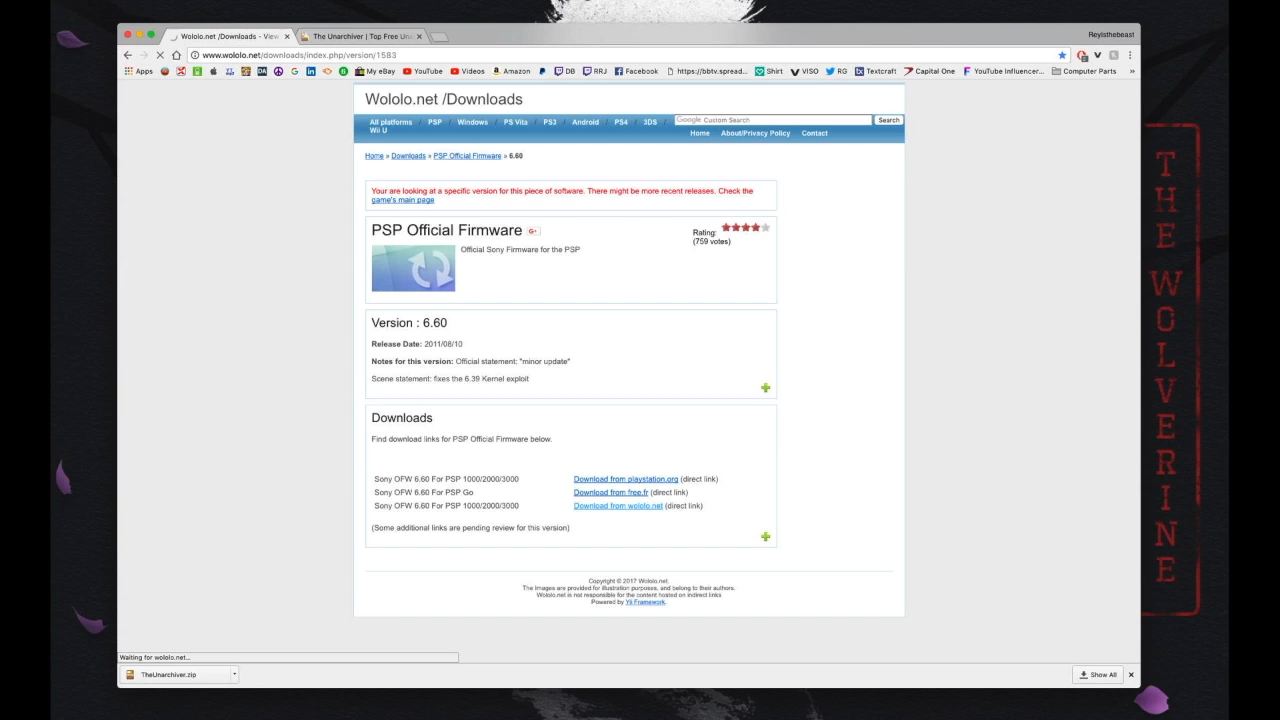 Wololo.net /Downloads - View
The Unarchiver | Top Free Una
Reyisthebeast
www.wololo.net/downloads/index.php/version/1583
Apps
My eBay
YouTube
Videos
Amazon
DB
RRJ
Facebook
https://bbtv.spread...
Shirt
VISO
RG
Textcraft
Capital One
YouTube Influencer...
Computer Parts
»
Wololo.net /Downloads
All platforms / PSP / Windows / PS Vita / PS3 / Android / PS4 / 3DS /
Wii U
Google Custom Search
Search
Home About/Privacy Policy Contact
Home » Downloads » PSP Official Firmware » 6.60
Your are looking at a specific version for this piece of software. There might be more recent releases. Check the
game's main page
PSP Official Firmware
G+
Rating:
(759 votes)
Official Sony Firmware for the PSP
Version : 6.60
Release Date: 2011/08/10
Notes for this version: Official statement: "minor update"
Scene statement: fixes the 6.39 Kernel exploit
Downloads
Find download links for PSP Official Firmware below.
Sony OFW 6.60 For PSP 1000/2000/3000 Download from playstation.org (direct link)
Sony OFW 6.60 For PSP Go Download from free.fr (direct link)
Sony OFW 6.60 For PSP 1000/2000/3000 Download from wololo.net (direct link)
(Some additional links are pending review for this version)
Copyright © 2017 Wololo.net.
The Images are provided for illustration purposes, and belong to their authors.
Wololo.net is not responsible for the content hosted on indirect links
Powered by Yii Framework.
Waiting for wololo.net...
TheUnarchiver.zip
Show All
THE WOLVERINE